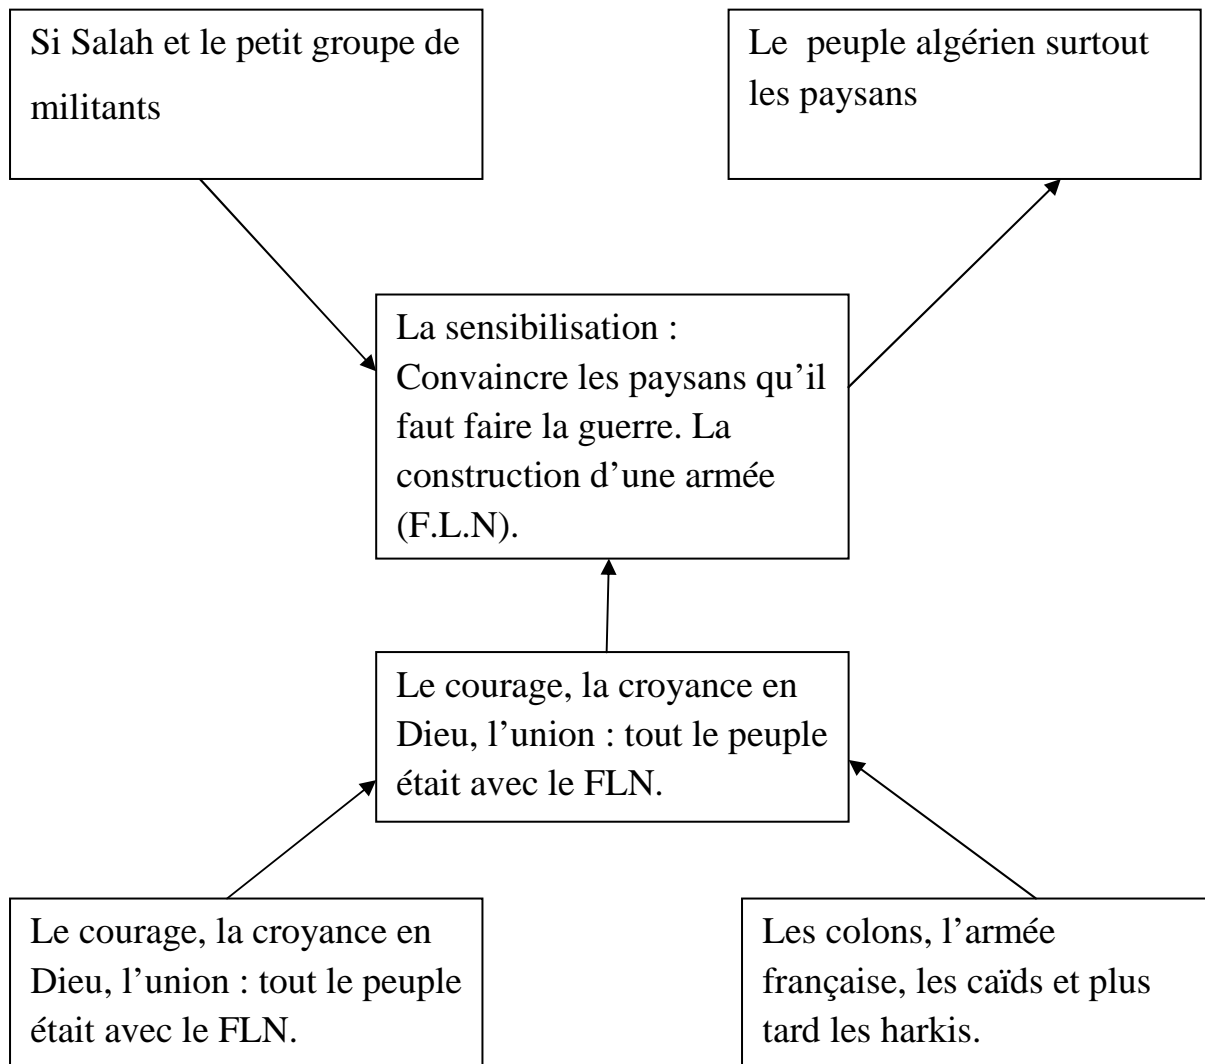 Si Salah et le petit groupe de
militants
Le  peuple algérien surtout
les paysans
La sensibilisation :
Convaincre les paysans qu’il
faut faire la guerre. La
construction d’une armée
(F.L.N).
Le courage, la croyance en
Dieu, l’union : tout le peuple
était avec le FLN.
Le courage, la croyance en
Dieu, l’union : tout le peuple
était avec le FLN.
Les colons, l’armée
française, les caïds et plus
tard les harkis.